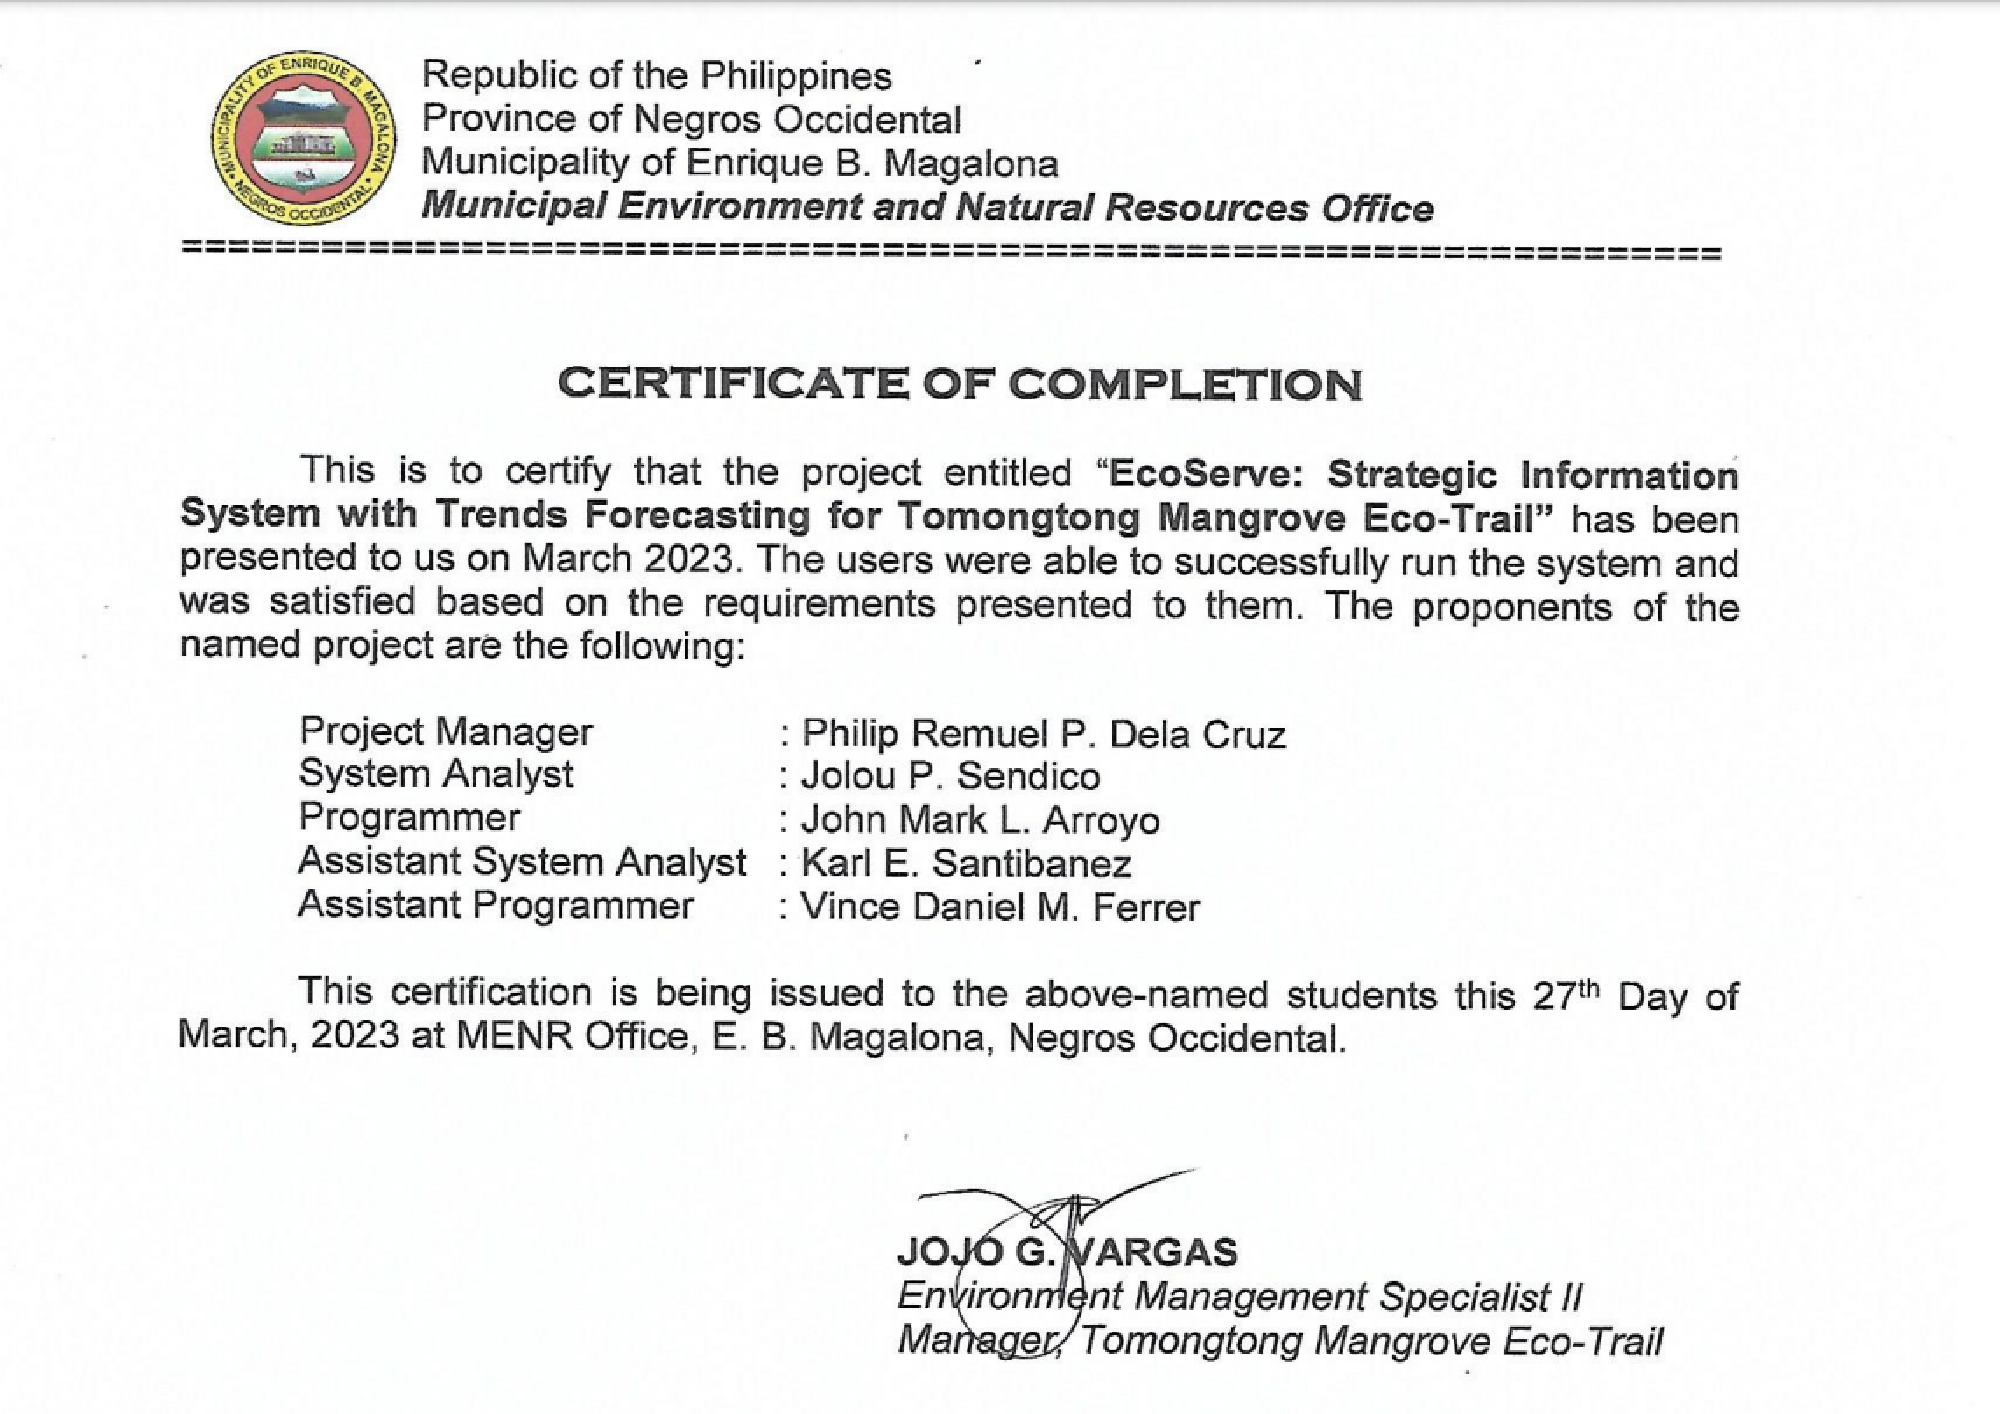 MUNICIPALITY OF ENRIQUE B. MAGALONA
NEGROS OCCIDENTAL
Republic of the Philippines
Province of Negros Occidental
Municipality of Enrique B. Magalona
Municipal Environment and Natural Resources Office
==================================================================
CERTIFICATE OF COMPLETION
This is to certify that the project entitled “EcoServe: Strategic Information
System with Trends Forecasting for Tomongtong Mangrove Eco-Trail” has been
presented to us on March 2023. The users were able to successfully run the system and
was satisfied based on the requirements presented to them. The proponents of the
named project are the following:
Project Manager : Philip Remuel P. Dela Cruz
System Analyst : Jolou P. Sendico
Programmer : John Mark L. Arroyo
Assistant System Analyst : Karl E. Santibanez
Assistant Programmer : Vince Daniel M. Ferrer
This certification is being issued to the above-named students this 27th Day of
March, 2023 at MENR Office, E. B. Magalona, Negros Occidental.
JOJO G. VARGAS
Environment Management Specialist II
Manager, Tomongtong Mangrove Eco-Trail